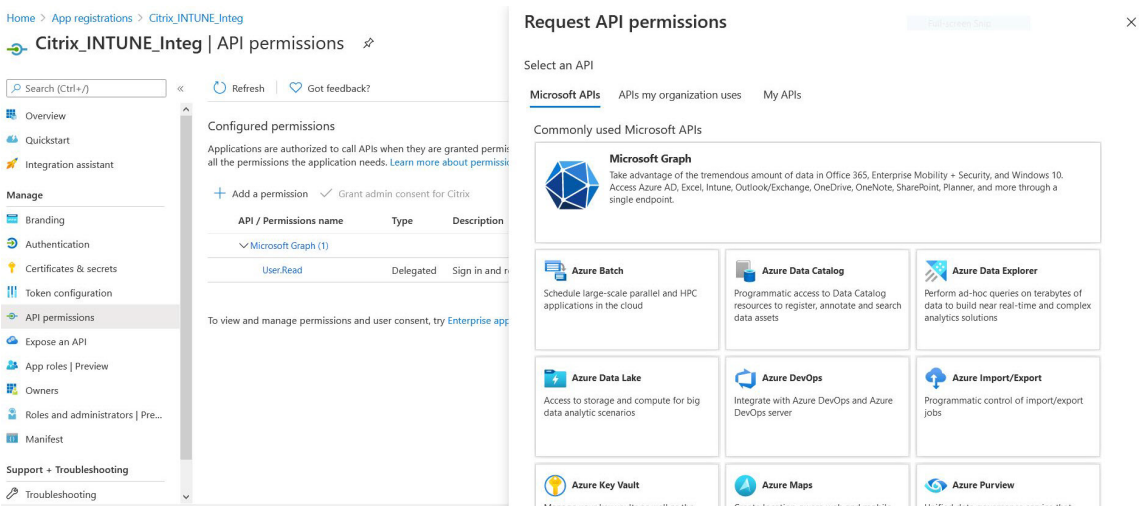 Home > App registrations > Citrix_INTUNE_Integ
Citrix_INTUNE_Integ | API permissions
Search (Ctrl+/)
«
Overview
Quickstart
Integration assistant
Manage
Branding
Authentication
Certificates & secrets
Token configuration
API permissions
Expose an API
App roles | Preview
Owners
Roles and administrators | Pre...
Manifest
Support + Troubleshooting
Troubleshooting
Refresh
Got feedback?
Configured permissions
Applications are authorized to call APIs when they are granted permis
all the permissions the application needs. Learn more about permissio
+ Add a permission ✓ Grant admin consent for Citrix
API / Permissions name Type Description
Microsoft Graph (1)
User.Read Delegated Sign in and r
To view and manage permissions and user consent, try Enterprise app
Request API permissions
Select an API
Microsoft APIs APIs my organization uses My APIs
Commonly used Microsoft APIs
Microsoft Graph
Take advantage of the tremendous amount of data in Office 365, Enterprise Mobility + Security, and Windows 10.
Access Azure AD, Excel, Intune, Outlook/Exchange, OneDrive, OneNote, SharePoint, Planner, and more through a
single endpoint.
Azure Batch
Schedule large-scale parallel and HPC
applications in the cloud
Azure Data Catalog
Programmatic access to Data Catalog
resources to register, annotate and search
data assets
Azure Data Explorer
Perform ad-hoc queries on terabytes of
data to build near real-time and complex
analytics solutions
Azure Data Lake
Access to storage and compute for big
data analytic scenarios
Azure DevOps
Integrate with Azure DevOps and Azure
DevOps server
Azure Import/Export
Programmatic control of import/export
jobs
Azure Key Vault
Azure Maps
Azure Purview